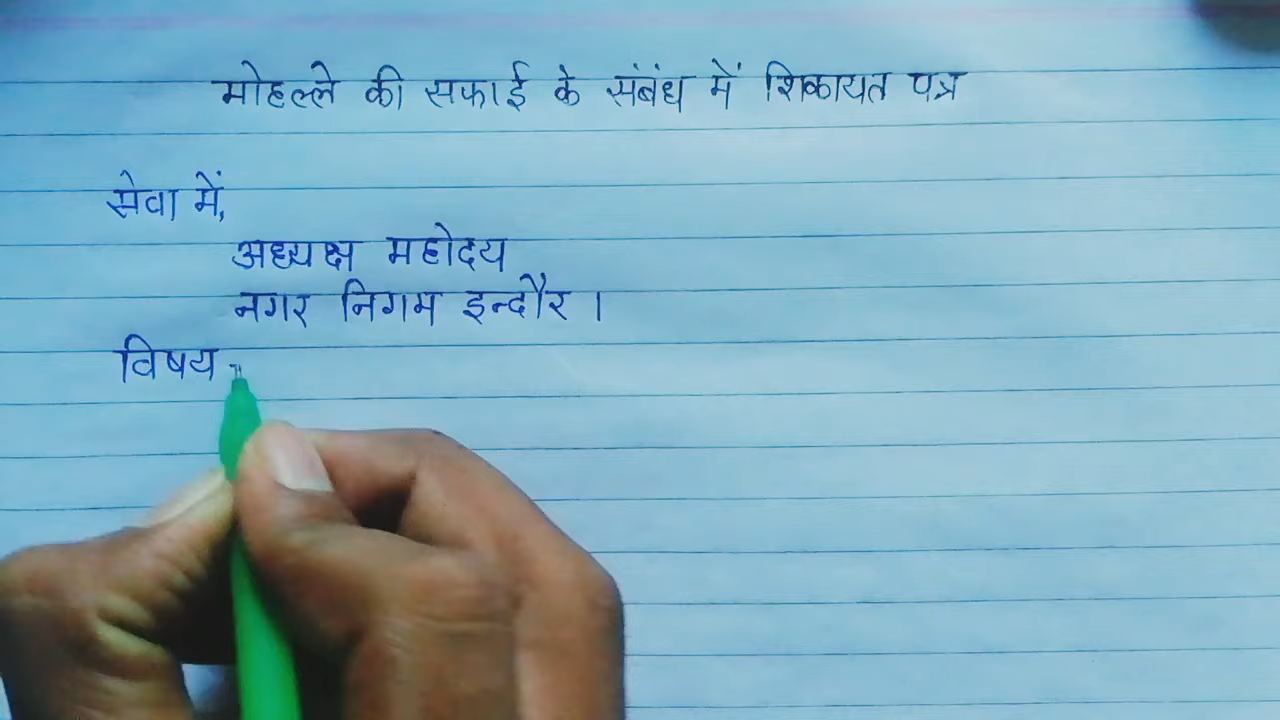 मोहल्ले की सफाई के संबंध में शिकायत पत्र
सेवा में,
अध्यक्ष महोदय
नगर निगम इन्दौर ।
विषय -